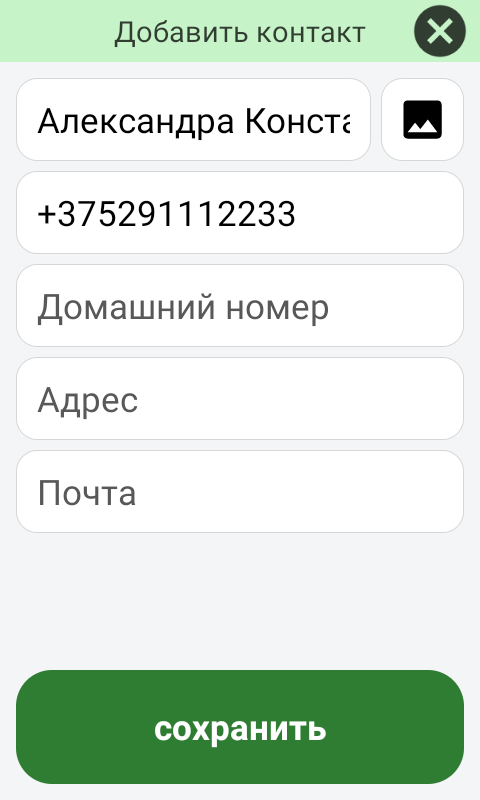 Добавить контакт
Александра Конста
+375291112233
Домашний номер
Адрес
Почта
сохранить